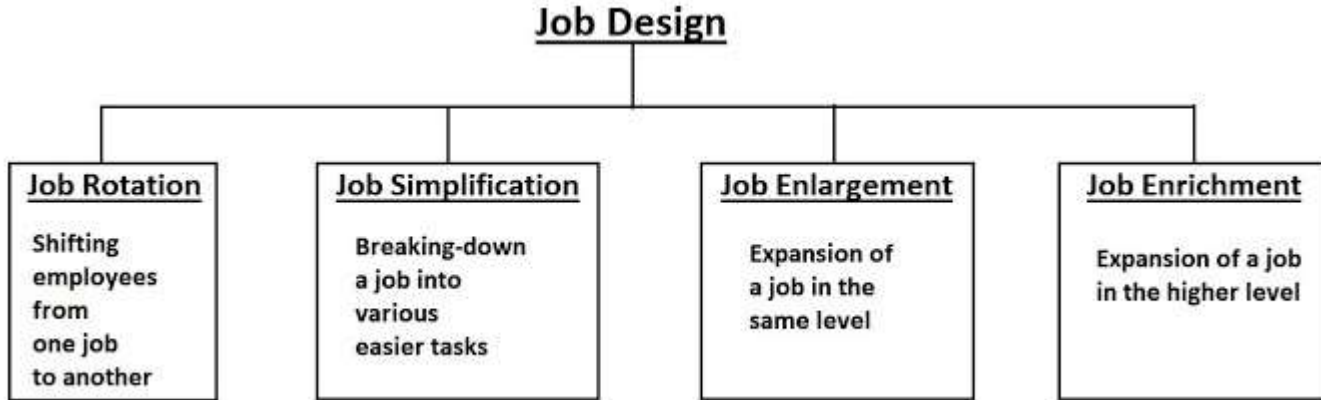 Job Design
Job Rotation
Shifting
employees
from
one job
to another
Job Simplification
Breaking-down
a job into
various
easier tasks
Job Enlargement
Expansion of
a job in the
same level
Job Enrichment
Expansion of a job
in the higher level